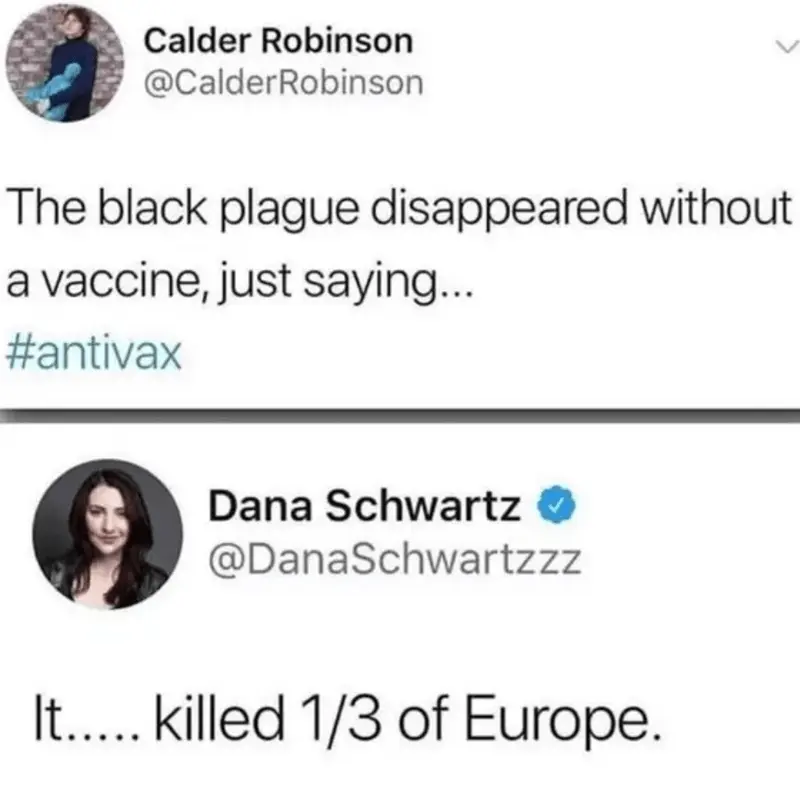 Calder Robinson
@CalderRobinson
The black plague disappeared without
a vaccine, just saying...
#antivax
Dana Schwartz
@DanaSchwartzzz
It..... killed 1/3 of Europe.